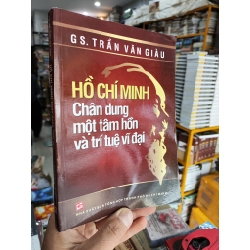 GS. TRẦN VĂN GIÀU
HỒ CHÍ MINH
Chân dung
một tâm hồn
và trí tuệ vĩ đại